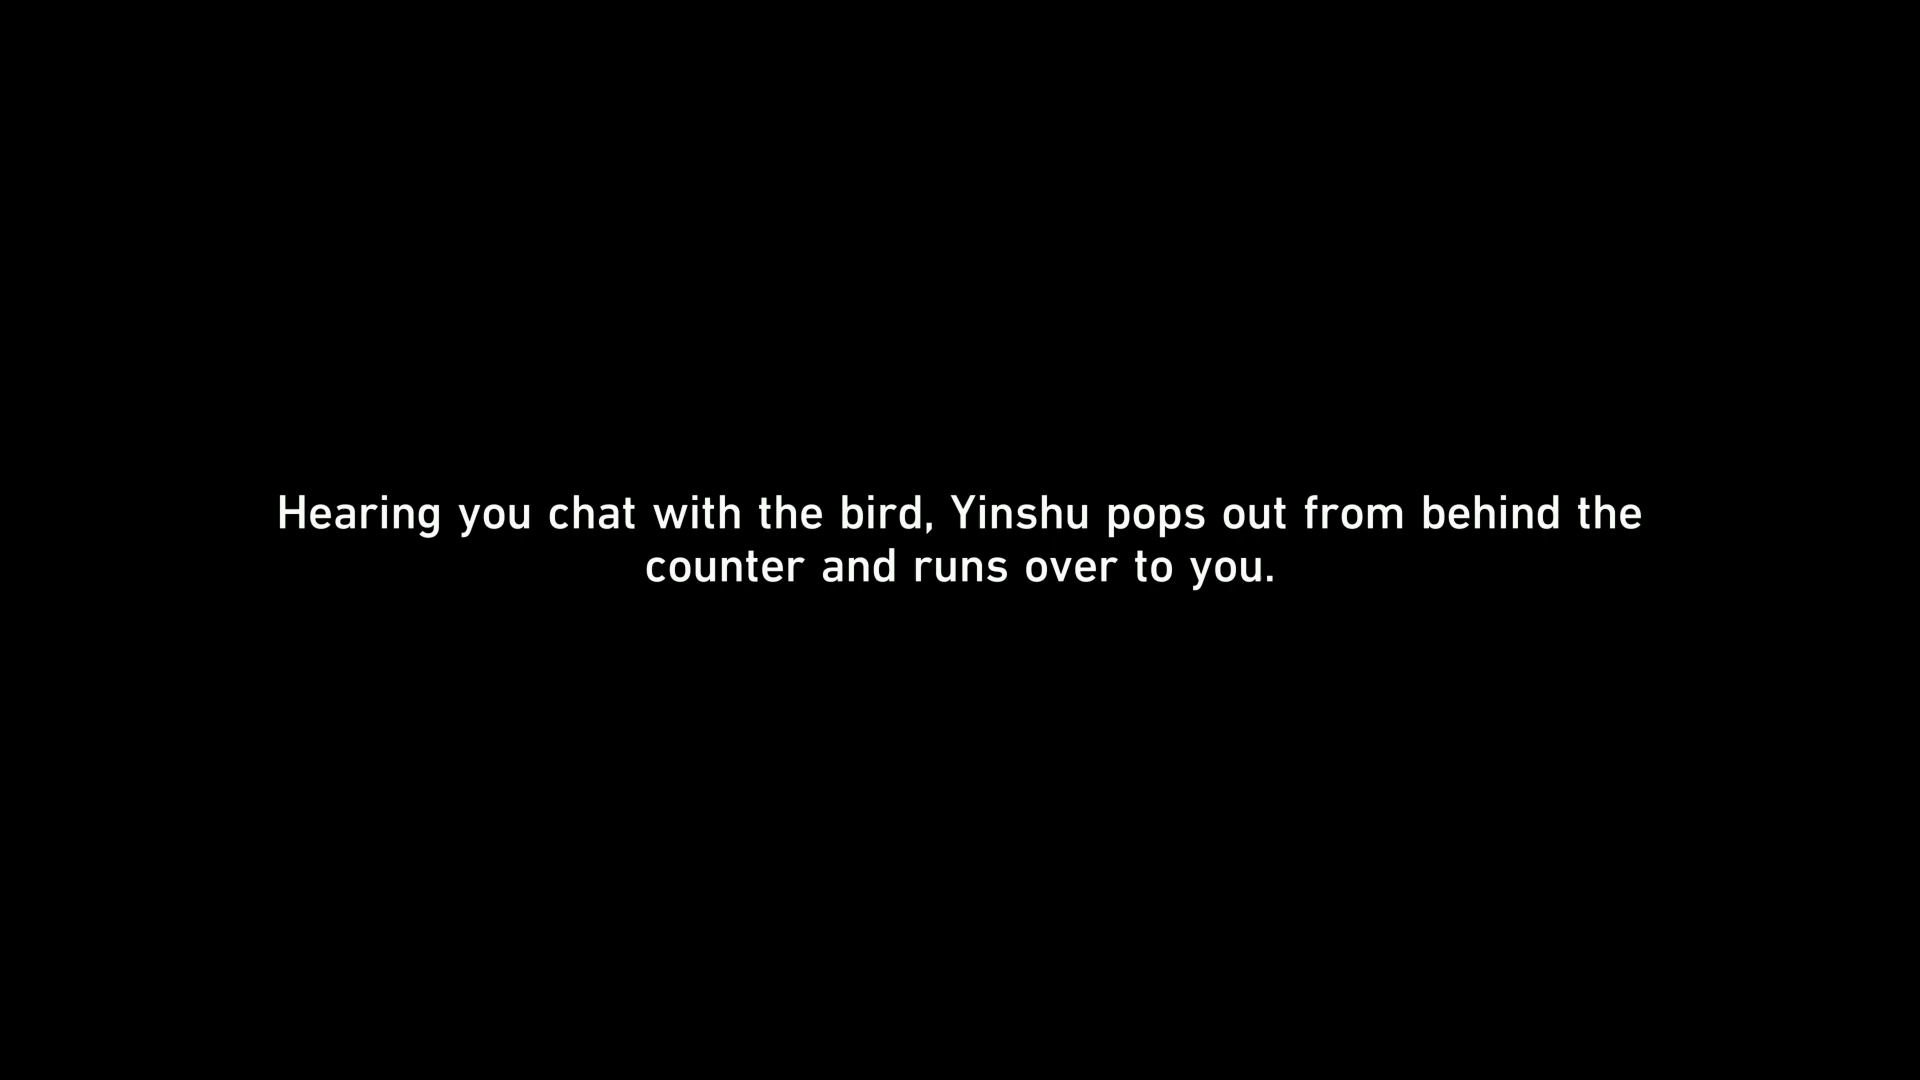 Hearing you chat with the bird, Yinshu pops out from behind the
counter and runs over to you.